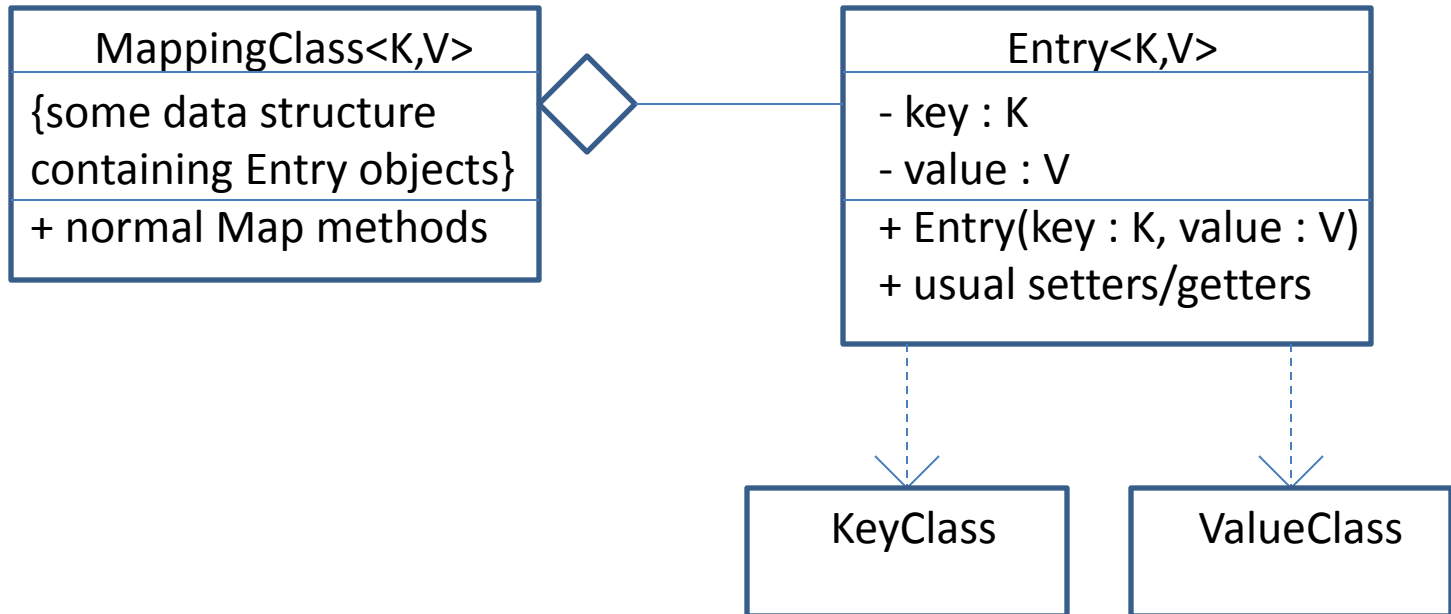 MappingClass<K,V>
{some data structure
containing Entry objects}
+ normal Map methods
Entry<K,V>
- key : K
- value : V
+ Entry(key : K, value : V)
+ usual setters/getters
KeyClass
ValueClass